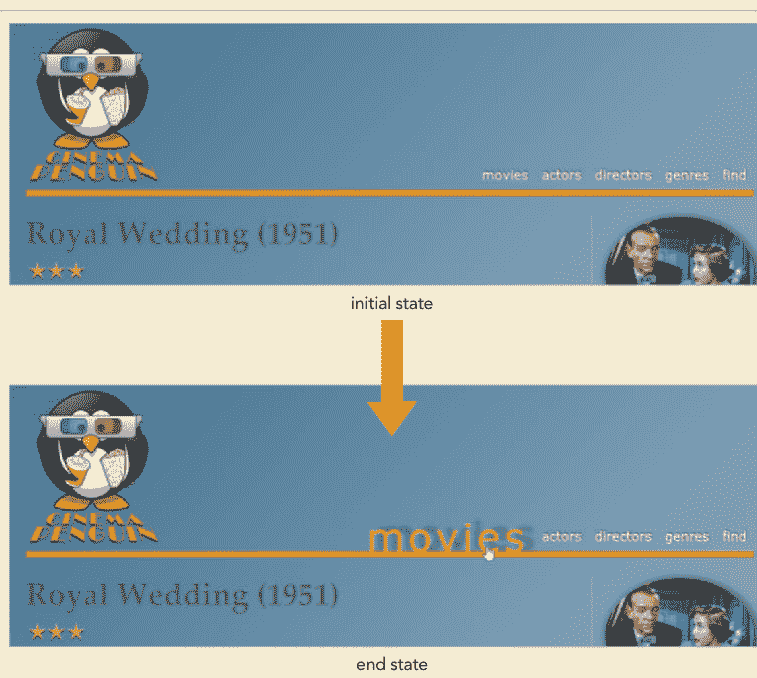 CINEMA
PENGUIN
movies actors directors genres find
Royal Wedding (1951)
initial state
CINEMA
PENGUIN
movies actors directors genres find
Royal Wedding (1951)
end state